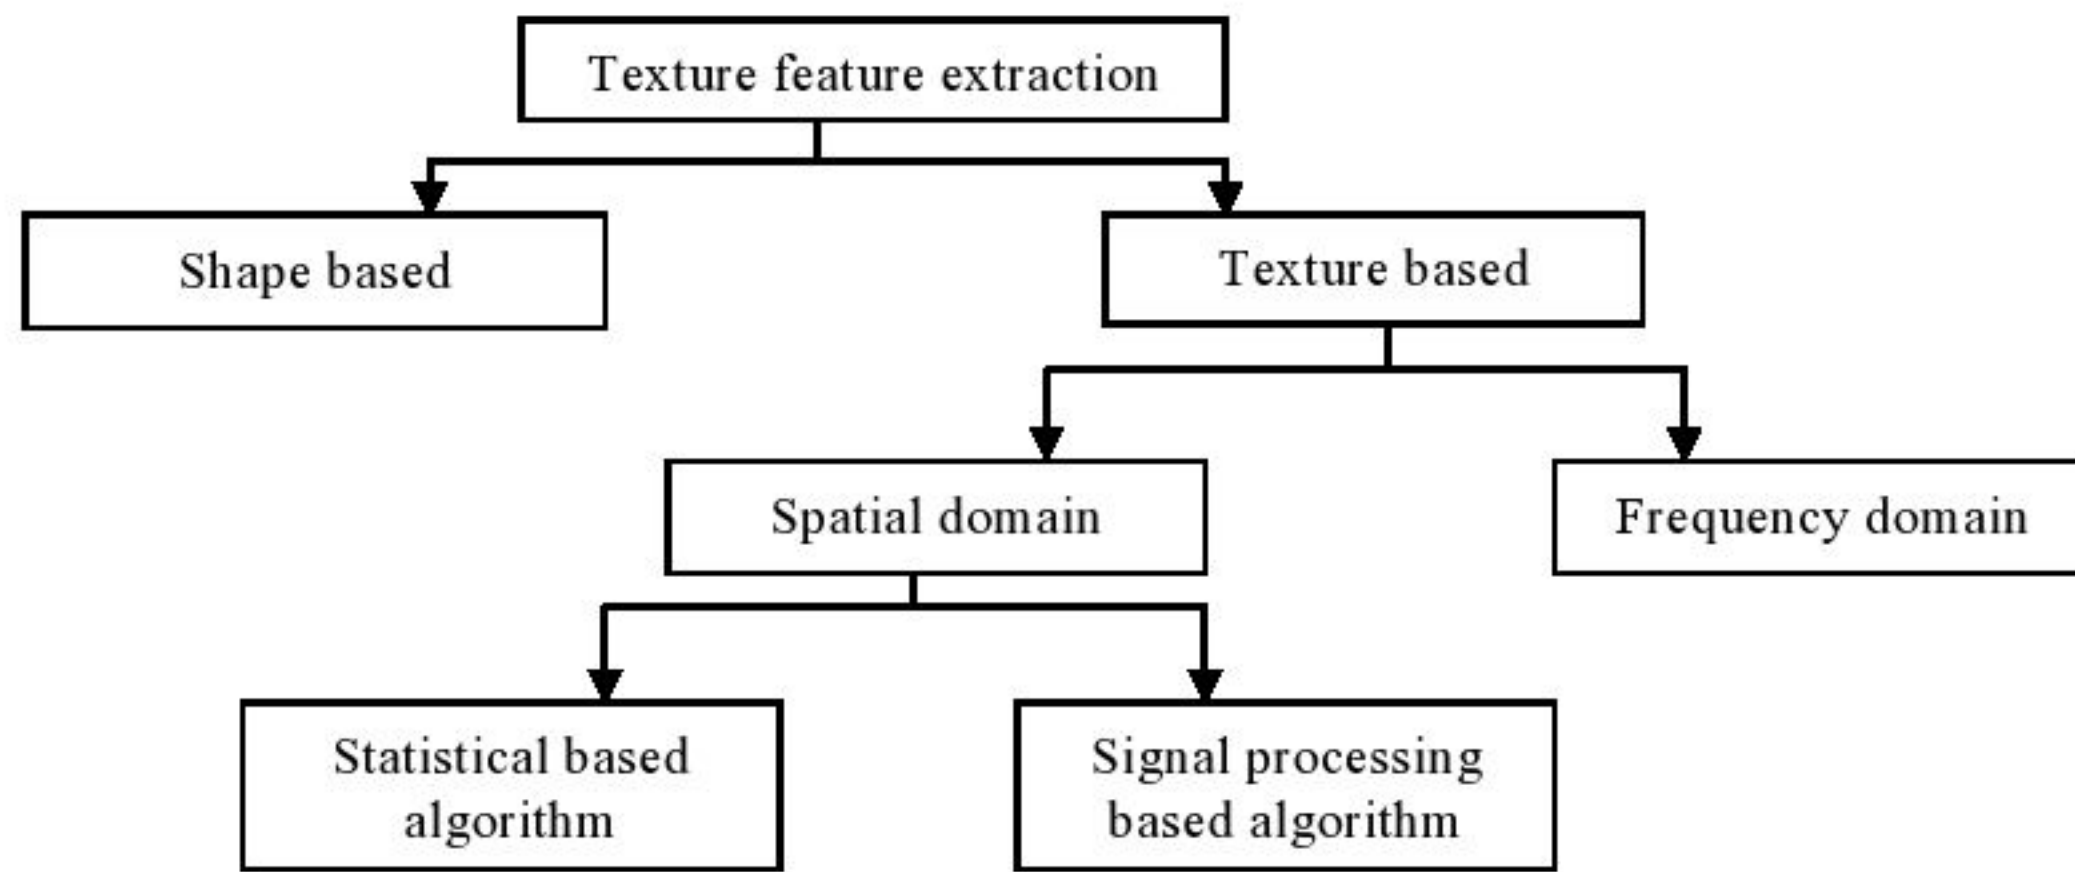 Texture feature extraction
Shape based
Texture based
Spatial domain
Frequency domain
Statistical based
algorithm
Signal processing
based algorithm